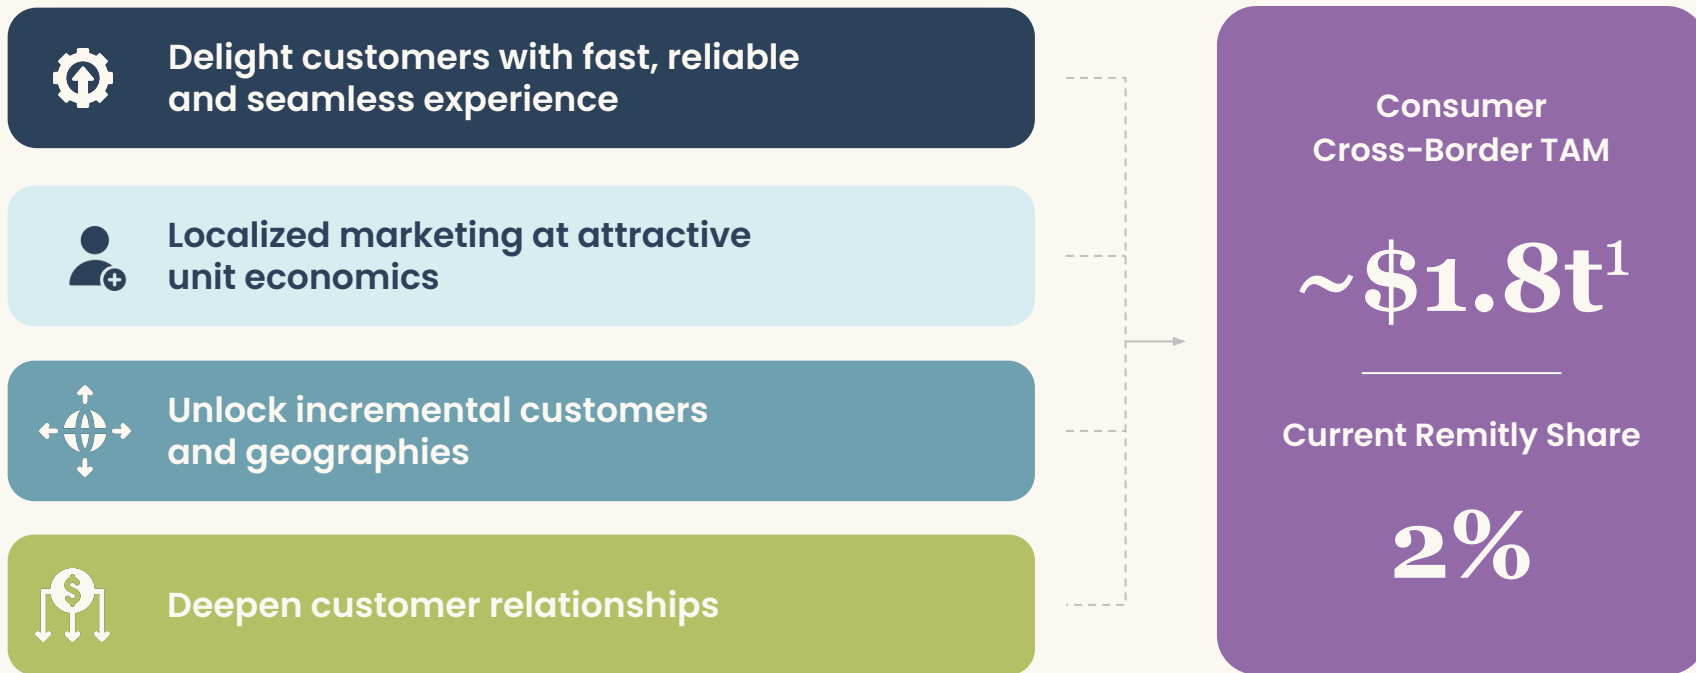 Delight customers with fast, reliable
and seamless experience
Localized marketing at attractive
unit economics
Unlock incremental customers
and geographies
Deepen customer relationships
Consumer
Cross-Border TAM
~$1.8t¹
Current Remitly Share
2%